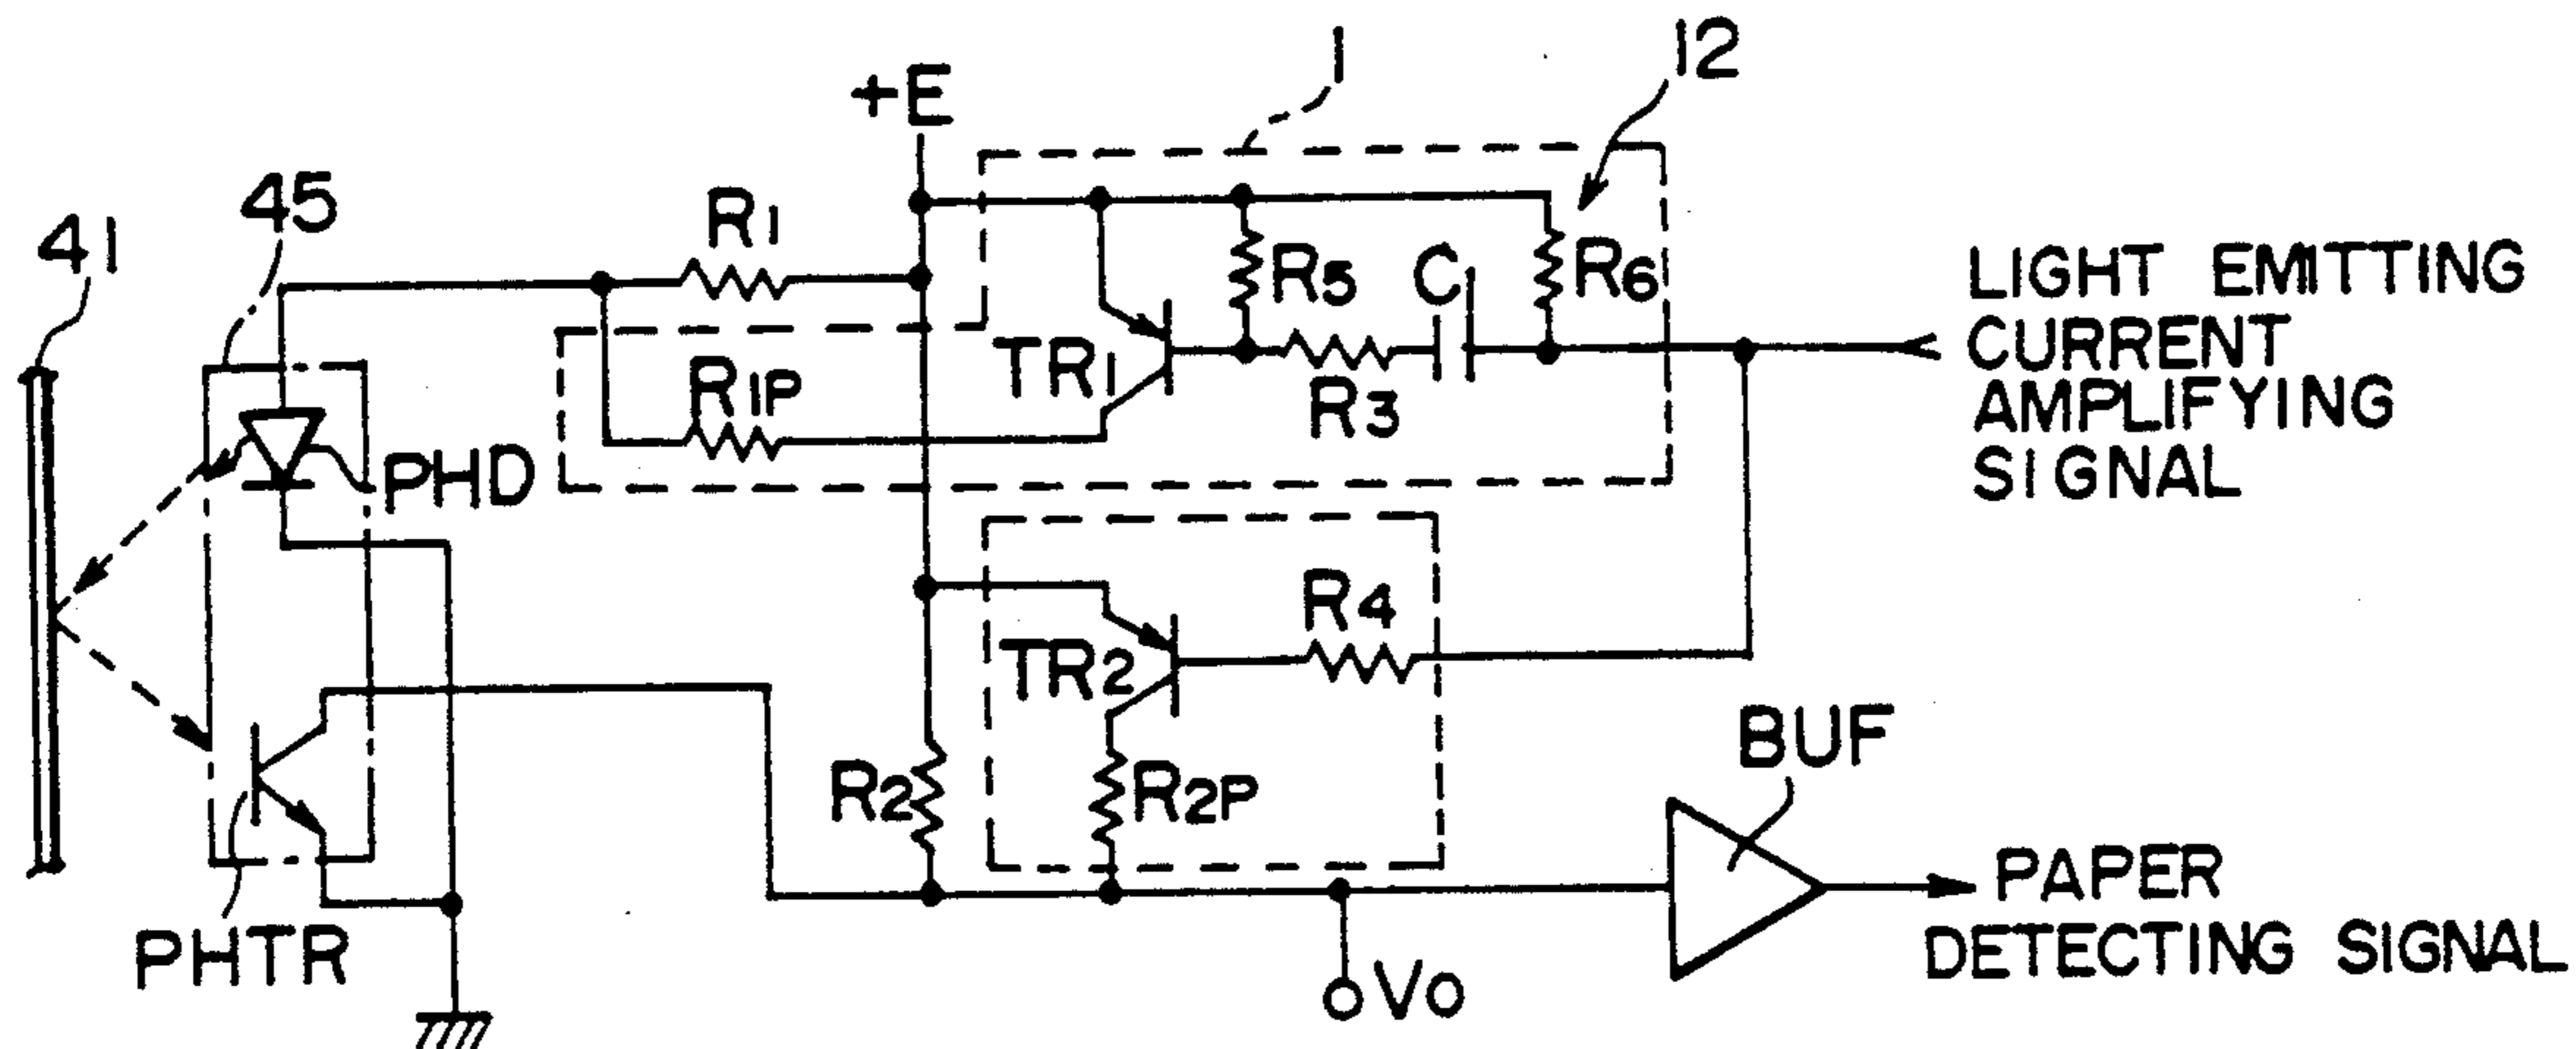 1
12
+E
45
41
R1
R5
C1
R6
LIGHT EMITTING
CURRENT
AMPLIFYING
SIGNAL
TR1
R1P
R3
PHD
R4
TR2
BUF
R2
R2P
PAPER
DETECTING SIGNAL
PHTR
Vo